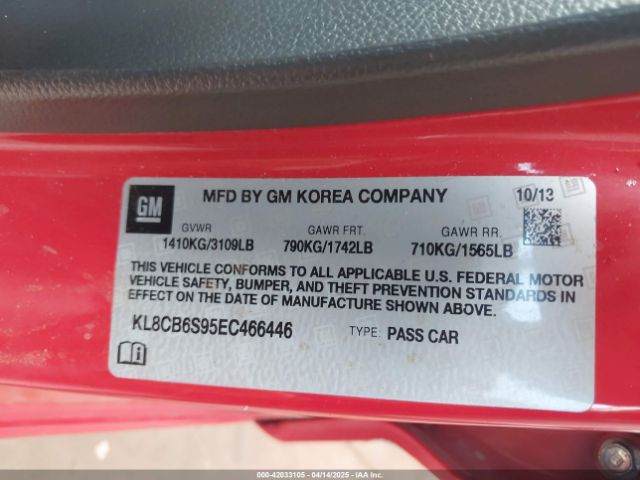 GM
MFD BY GM KOREA COMPANY
10/13
GVWR GAWR FRT. GAWR RR.
1410KG/3109LB 790KG/1742LB 710KG/1565LB
THIS VEHICLE CONFORMS TO ALL APPLICABLE U.S. FEDERAL MOTOR
VEHICLE SAFETY, BUMPER, AND THEFT PREVENTION STANDARDS IN
EFFECT ON THE DATE OF MANUFACTURE SHOWN ABOVE.
KL8CB6S95EC466446 TYPE: PASS CAR
000-42033105 04/14/2025 - IAAI.COM